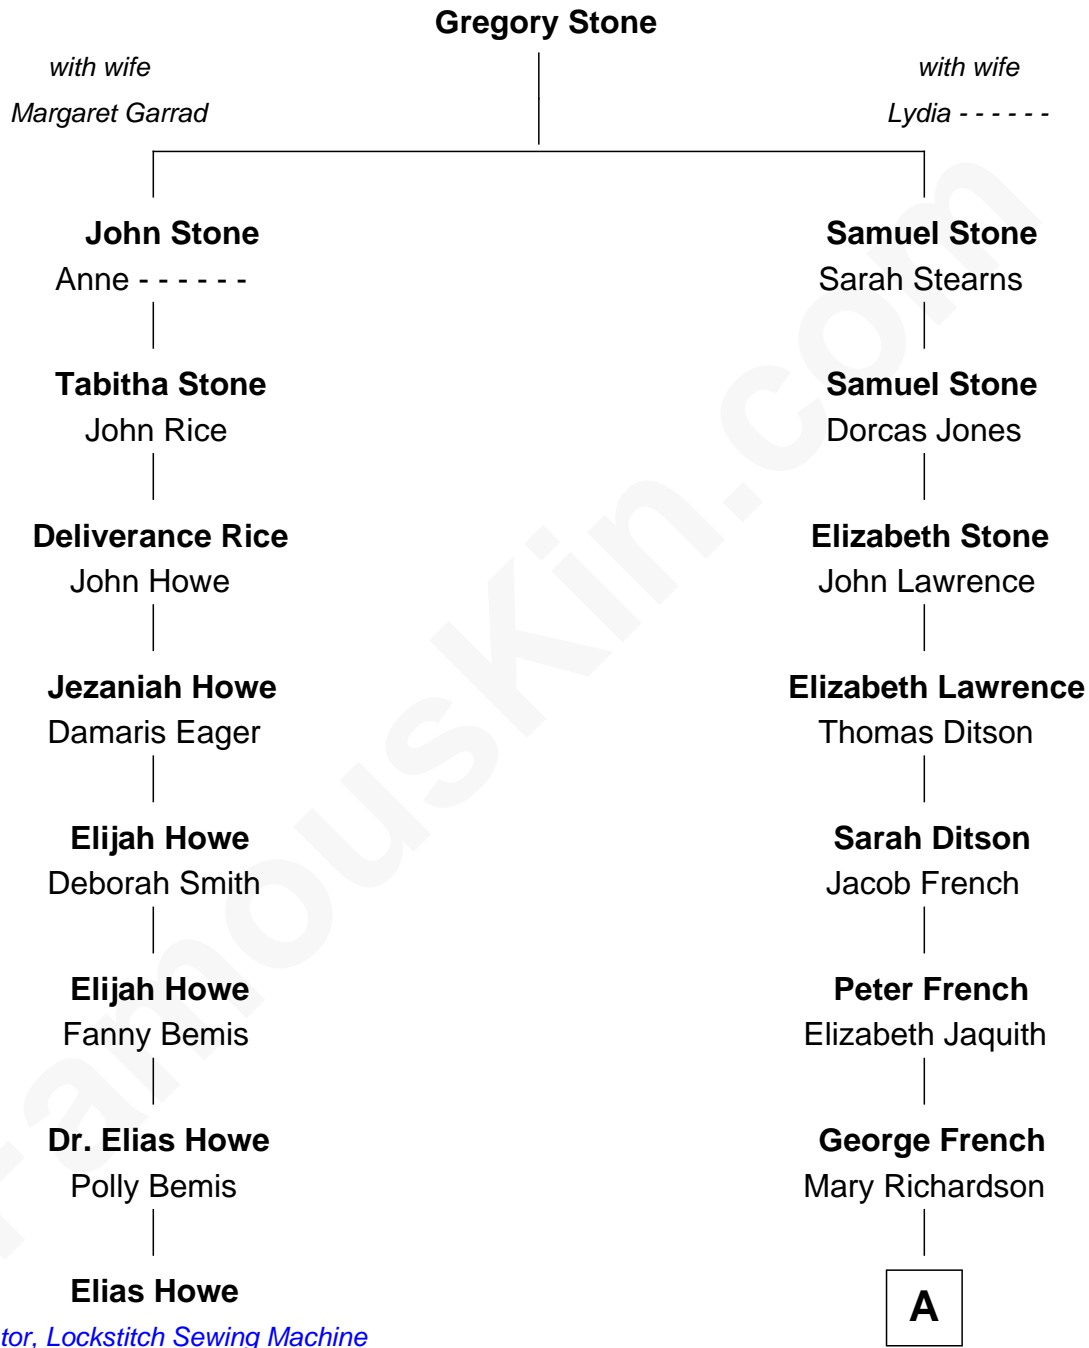 Gregory Stone
with wife
Margaret Garrad
with wife
Lydia - - - - - -
John Stone
Anne - - - - - -
Samuel Stone
Sarah Stearns
Tabitha Stone
John Rice
Samuel Stone
Dorcas Jones
Deliverance Rice
John Howe
Elizabeth Stone
John Lawrence
Jezaniah Howe
Damaris Eager
Elizabeth Lawrence
Thomas Ditson
Elijah Howe
Deborah Smith
Sarah Ditson
Jacob French
Elijah Howe
Fanny Bemis
Peter French
Elizabeth Jaquith
Dr. Elias Howe
Polly Bemis
George French
Mary Richardson
Elias Howe
tor, Lockstitch Sewing Machine
A
FamousKin.com